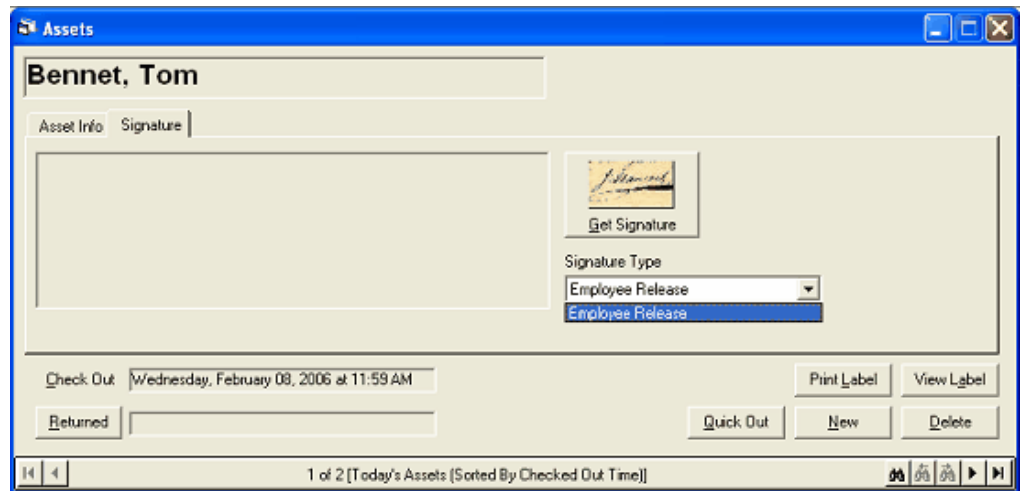 Assets
Bennet, Tom
Asset Info Signature
Get Signature
Signature Type
Employee Release
Employee Release
Check Out Wednesday, February 08, 2006 at 11:59 AM
Print Label View Label
Returned Quick Out New Delete
1 of 2 [Today's Assets (Sorted By Checked Out Time)]